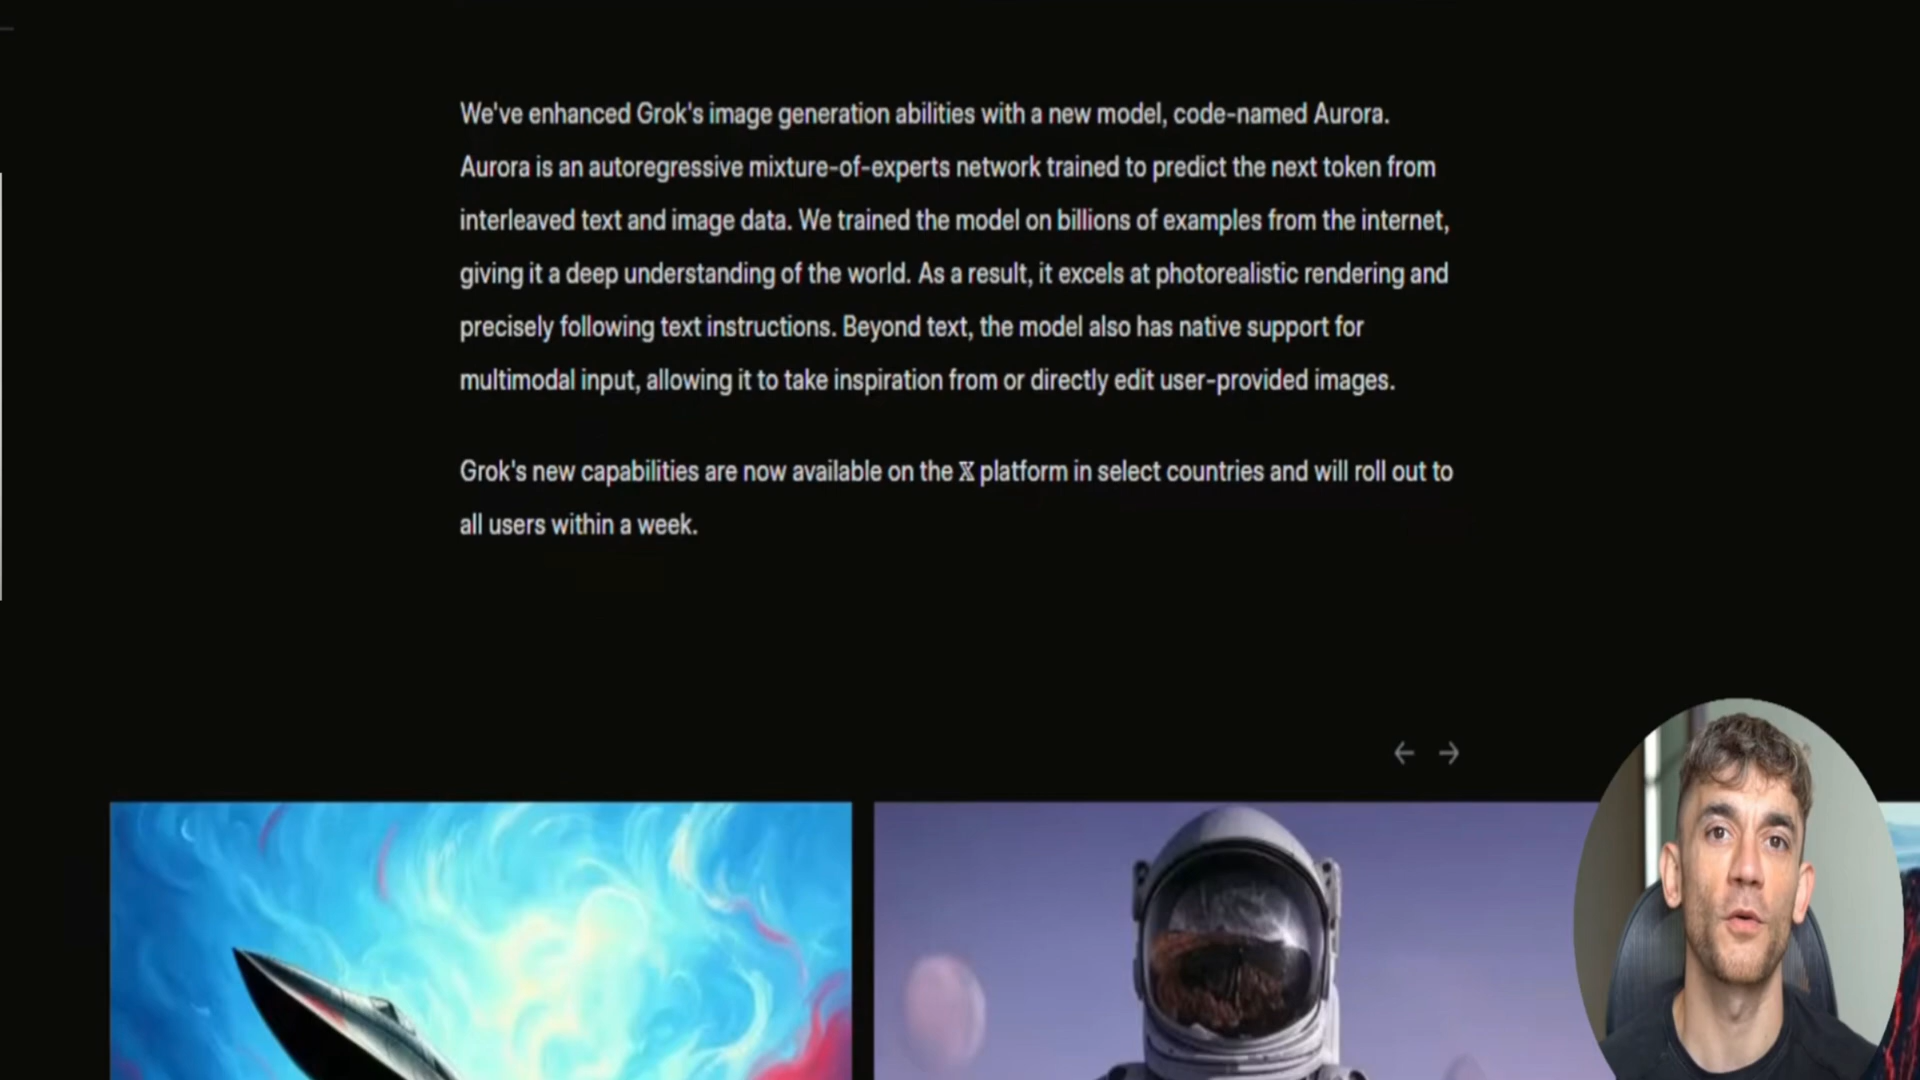 We've enhanced Grok's image generation abilities with a new model, code-named Aurora.
Aurora is an autoregressive mixture-of-experts network trained to predict the next token from
interleaved text and image data. We trained the model on billions of examples from the internet,
giving it a deep understanding of the world. As a result, it excels at photorealistic rendering and
precisely following text instructions. Beyond text, the model also has native support for
multimodal input, allowing it to take inspiration from or directly edit user-provided images.
Grok's new capabilities are now available on the 𝕏 platform in select countries and will roll out to
all users within a week.